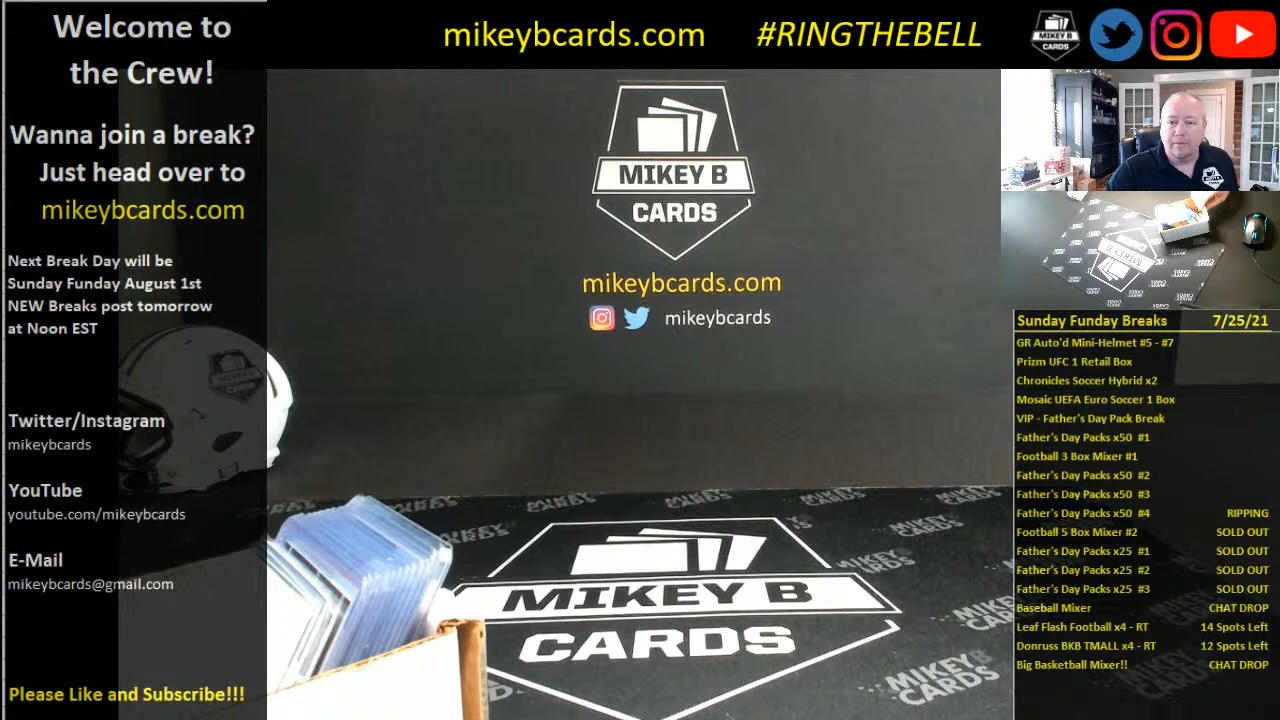 Welcome to
the Crew!
Wanna join a break?
Just head over to
mikeybcards.com
Next Break Day will be
Sunday Funday August 1st
NEW Breaks post tomorrow
at Noon EST
Twitter/Instagram
mikeybcards
YouTube
youtube.com/mikeybcards
E-Mail
mikeybcards@gmail.com
Please Like and Subscribe!!!
mikeybcards.com #RINGTHEBELL
MIKEY B
CARDS
MIKEY B
CARDS
mikeybcards.com
mikeybcards
MIKEY B
CARDS
MIKEY
CARDS
Sunday Funday Breaks 7/25/21
GR Auto'd Mini-Helmet #5 - #7
Prizm UFC 1 Retail Box
Chronicles Soccer Hybrid x2
Mosaic UEFA Euro Soccer 1 Box
VIP - Father's Day Pack Break
Father's Day Packs x50 #1
Football 3 Box Mixer #1
Father's Day Packs x50 #2
Father's Day Packs x50 #3
Father's Day Packs x50 #4 RIPPING
Football 5 Box Mixer #2 SOLD OUT
Father's Day Packs x25 #1 SOLD OUT
Father's Day Packs x25 #2 SOLD OUT
Father's Day Packs x25 #3 SOLD OUT
Baseball Mixer CHAT DROP
Leaf Flash Football x4 - RT 14 Spots Left
Donruss BKB TMALL x4 - RT 12 Spots Left
Big Basketball Mixer!! CHAT DROP